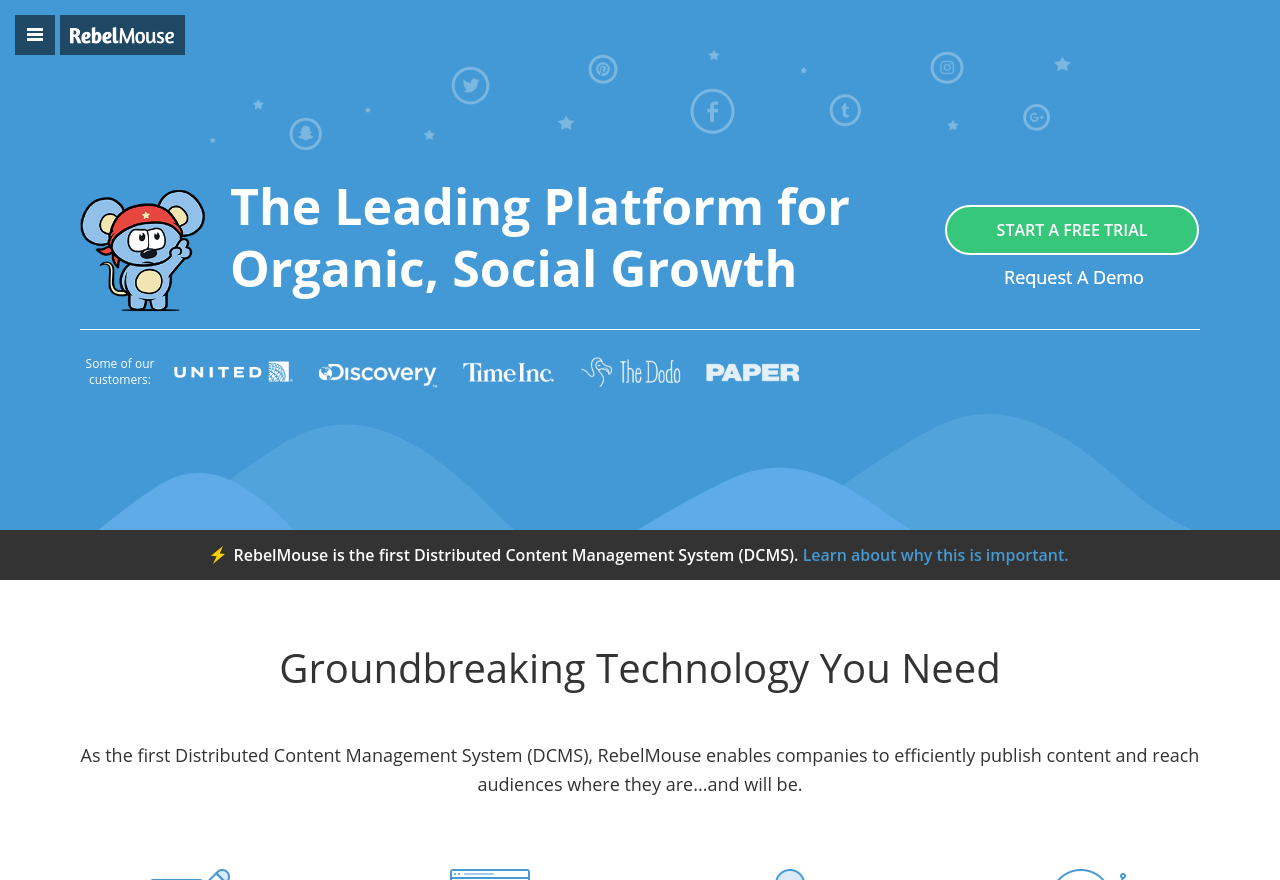 RebelMouse
The Leading Platform for
Organic, Social Growth
START A FREE TRIAL
Request A Demo
Some of our
customers:
UNITED
Discovery
Time Inc.
The Dodo
PAPER
⚡ RebelMouse is the first Distributed Content Management System (DCMS). Learn about why this is important.
Groundbreaking Technology You Need
As the first Distributed Content Management System (DCMS), RebelMouse enables companies to efficiently publish content and reach
audiences where they are...and will be.